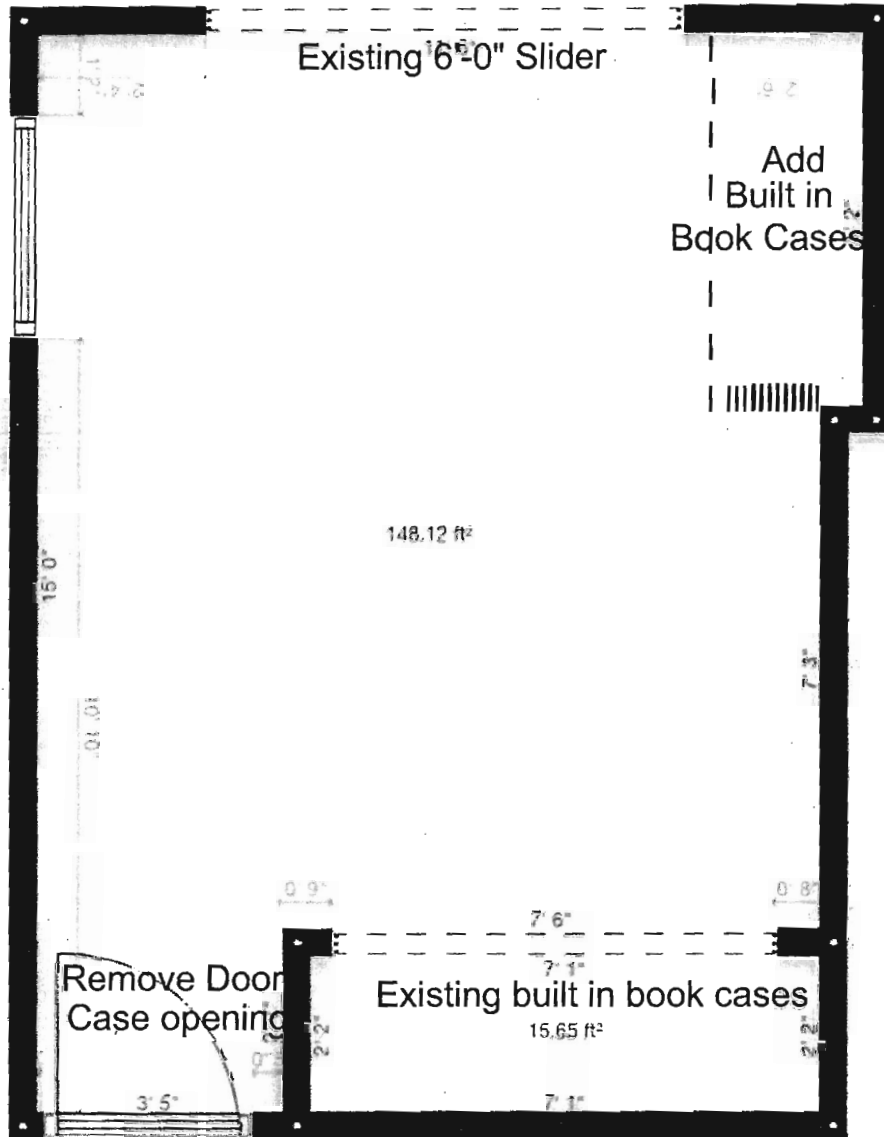 Existing 6'-0" Slider
Add
Built in
Book Cases
148.12 ft²
15' 0"
7' 3"
10' 10"
0' 9"
0' 8"
7' 6"
7' 1"
Remove Door
Case opening
Existing built in book cases
15.65 ft²
2' 2"
2' 2"
3' 5"
7' 1"